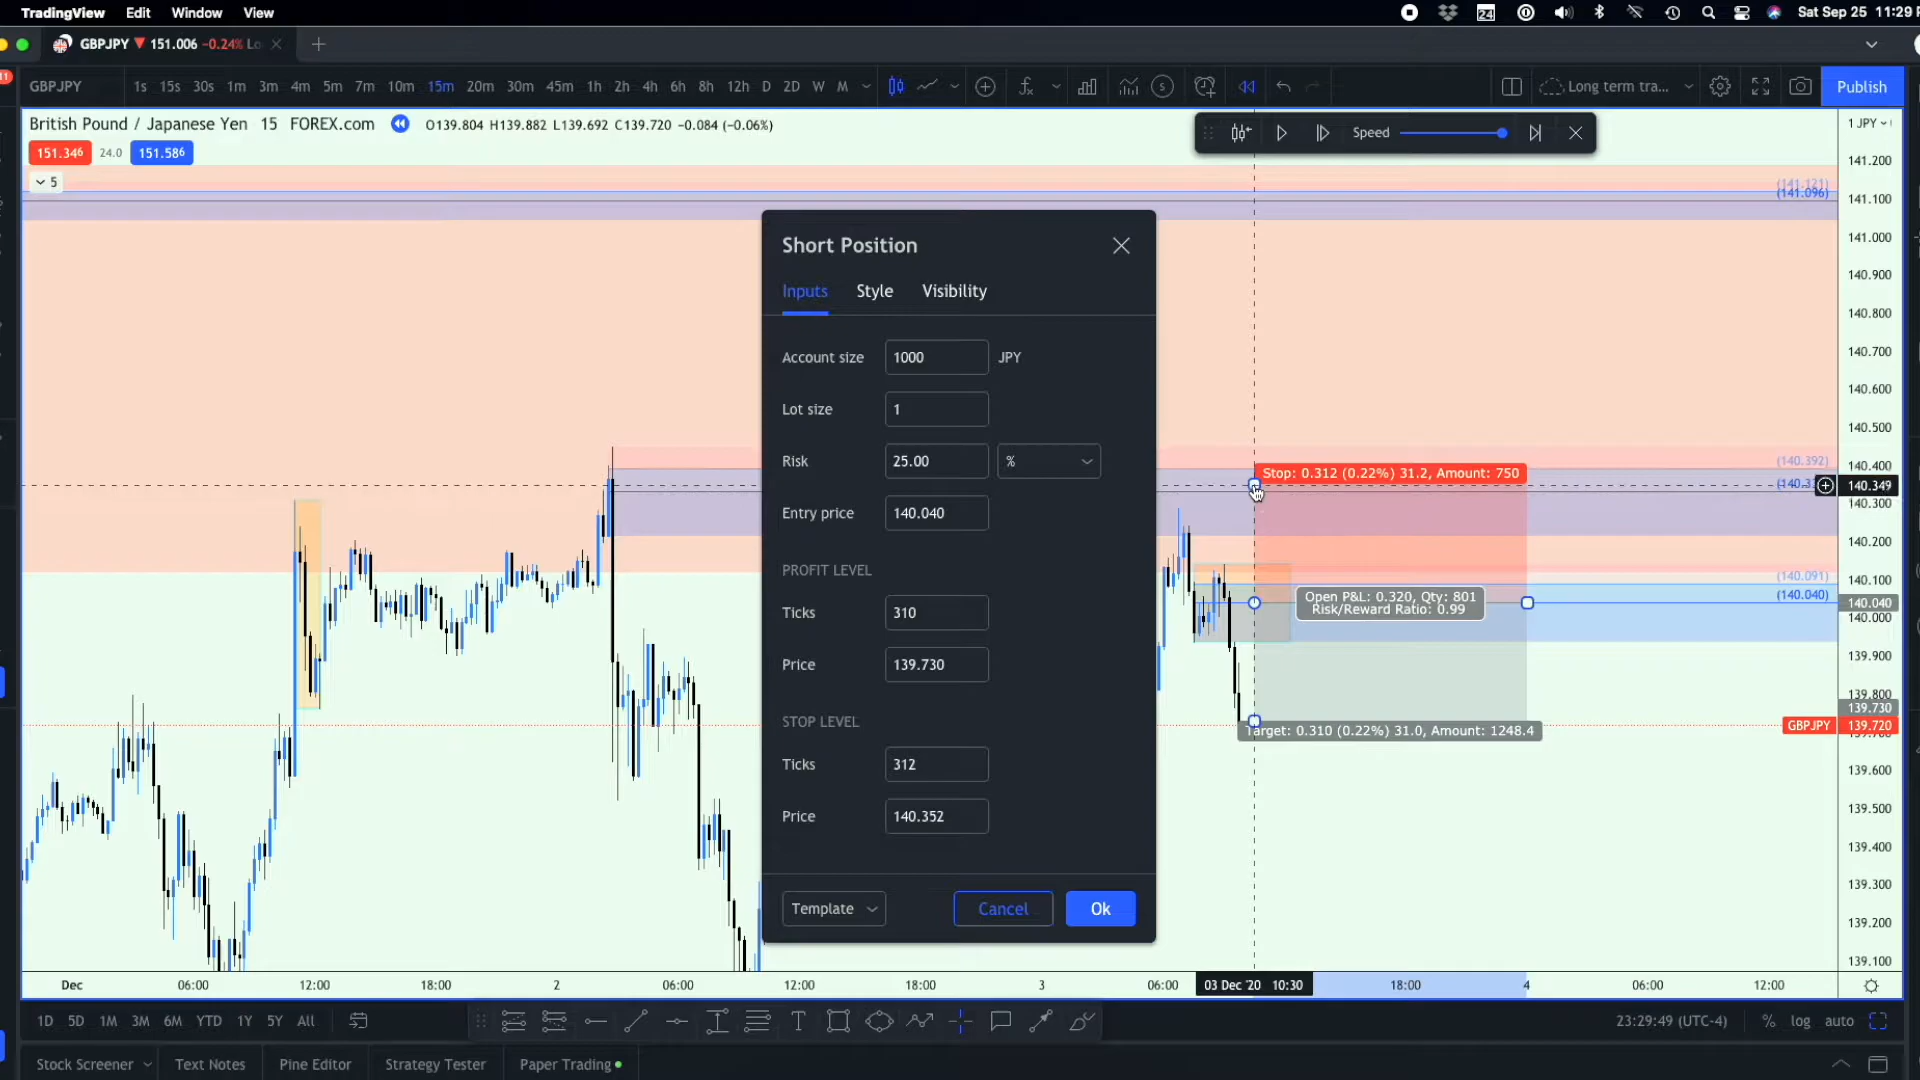 TradingView Edit Window View
24
Sat Sep 25 11:29
GBPJPY 151.006 -0.24%
11
GBPJPY
1s 15s 30s 1m 3m 4m 5m 7m 10m 15m 20m 30m 45m 1h 2h 4h 6h 8h 12h D 2D W M
Long term tra...
Publish
British Pound / Japanese Yen 15 FOREX.com O139.804 H139.882 L139.692 C139.720 -0.084 (-0.06%)
151.346 24.0 151.586
5
Speed
1 JPY
141.200
141.100
141.000
140.900
140.800
140.700
140.600
140.500
140.400
140.349
140.300
140.200
140.100
140.040
140.000
139.900
139.800
139.730
GBPJPY 139.720
139.600
139.500
139.400
139.300
139.200
139.100
(141.121)
(141.096)
(140.392)
(140.091)
(140.040)
Short Position
Inputs Style Visibility
Account size 1000 JPY
Lot size 1
Risk 25.00 %
Entry price 140.040
PROFIT LEVEL
Ticks 310
Price 139.730
STOP LEVEL
Ticks 312
Price 140.352
Template Cancel Ok
Stop: 0.312 (0.22%) 31.2, Amount: 750
Open P&L: 0.320, Qty: 801
Risk/Reward Ratio: 0.99
Target: 0.310 (0.22%) 31.0, Amount: 1248.4
Dec 06:00 12:00 18:00 2 06:00 12:00 18:00 3 06:00 03 Dec '20 10:30 18:00 4 06:00 12:00
1D 5D 1M 3M 6M YTD 1Y 5Y All
23:29:49 (UTC-4) % log auto
Stock Screener Text Notes Pine Editor Strategy Tester Paper Trading